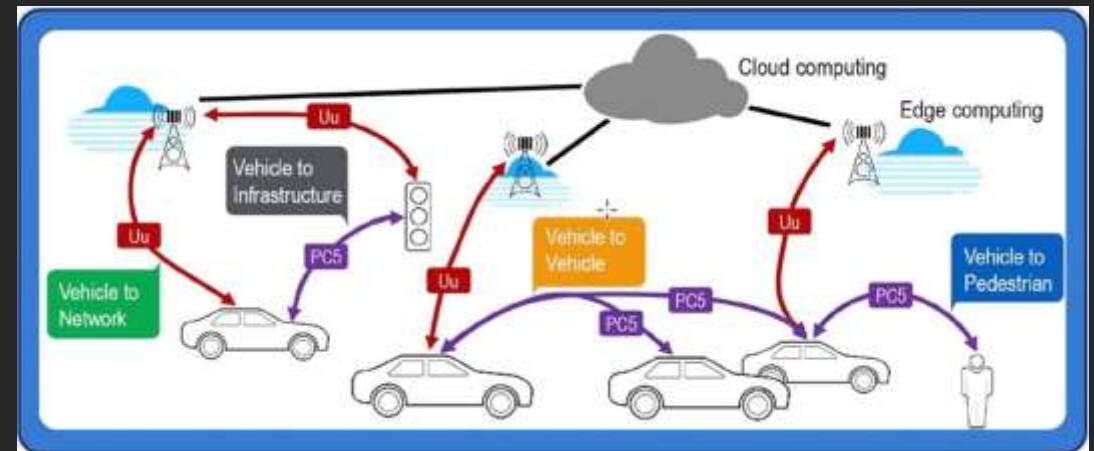 Cloud computing
Edge computing
Uu
Vehicle to
Infrastructure
Uu
PC5
Vehicle to
Network
Uu
Vehicle to
Vehicle
PC5
PC5
Uu
PC5
Vehicle to
Pedestrian